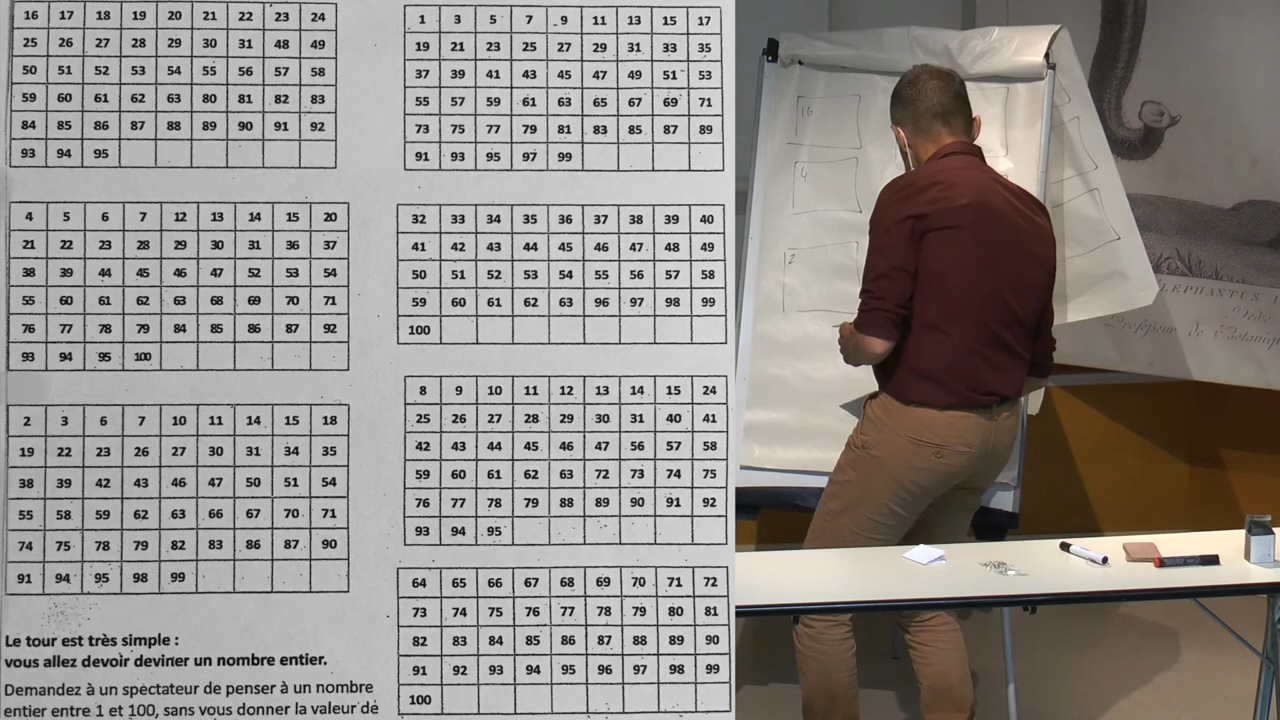 16 17 18 19 20 21 22 23 24
25 26 27 28 29 30 31 48 49
50 51 52 53 54 55 56 57 58
59 60 61 62 63 80 81 82 83
84 85 86 87 88 89 90 91 92
93 94 95
4 5 6 7 12 13 14 15 20
21 22 23 28 29 30 31 36 37
38 39 44 45 46 47 52 53 54
55 60 61 62 63 68 69 70 71
76 77 78 79 84 85 86 87 92
93 94 95 100
2 3 6 7 10 11 14 15 18
19 22 23 26 27 30 31 34 35
38 39 42 43 46 47 50 51 54
55 58 59 62 63 66 67 70 71
74 75 78 79 82 83 86 87 90
91 94 95 98 99
Le tour est très simple :
vous allez devoir deviner un nombre entier.
Demandez à un spectateur de penser à un nombre
entier entre 1 et 100, sans vous donner la valeur de
1 3 5 7 9 11 13 15 17
19 21 23 25 27 29 31 33 35
37 39 41 43 45 47 49 51 53
55 57 59 61 63 65 67 69 71
73 75 77 79 81 83 85 87 89
91 93 95 97 99
32 33 34 35 36 37 38 39 40
41 42 43 44 45 46 47 48 49
50 51 52 53 54 55 56 57 58
59 60 61 62 63 96 97 98 99
100
8 9 10 11 12 13 14 15 24
25 26 27 28 29 30 31 40 41
42 43 44 45 46 47 56 57 58
59 60 61 62 63 72 73 74 75
76 77 78 79 88 89 90 91 92
93 94 95
64 65 66 67 68 69 70 71 72
73 74 75 76 77 78 79 80 81
82 83 84 85 86 87 88 89 90
91 92 93 94 95 96 97 98 99
100
16
4
2
Professeur de Botaniq